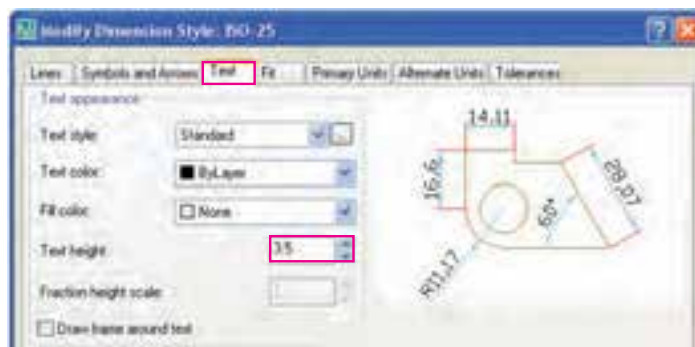 Modify Dimension Style: ISO-25
Lines Symbols and Arrows Text Fit Primary Units Alternate Units Tolerances
Text appearance
Text style: Standard ...
Text color: ByLayer
Fill color: None
Text height: 3.5
Fraction height scale:
Draw frame around text
14,11
16,6
28,07
60°
R11,17